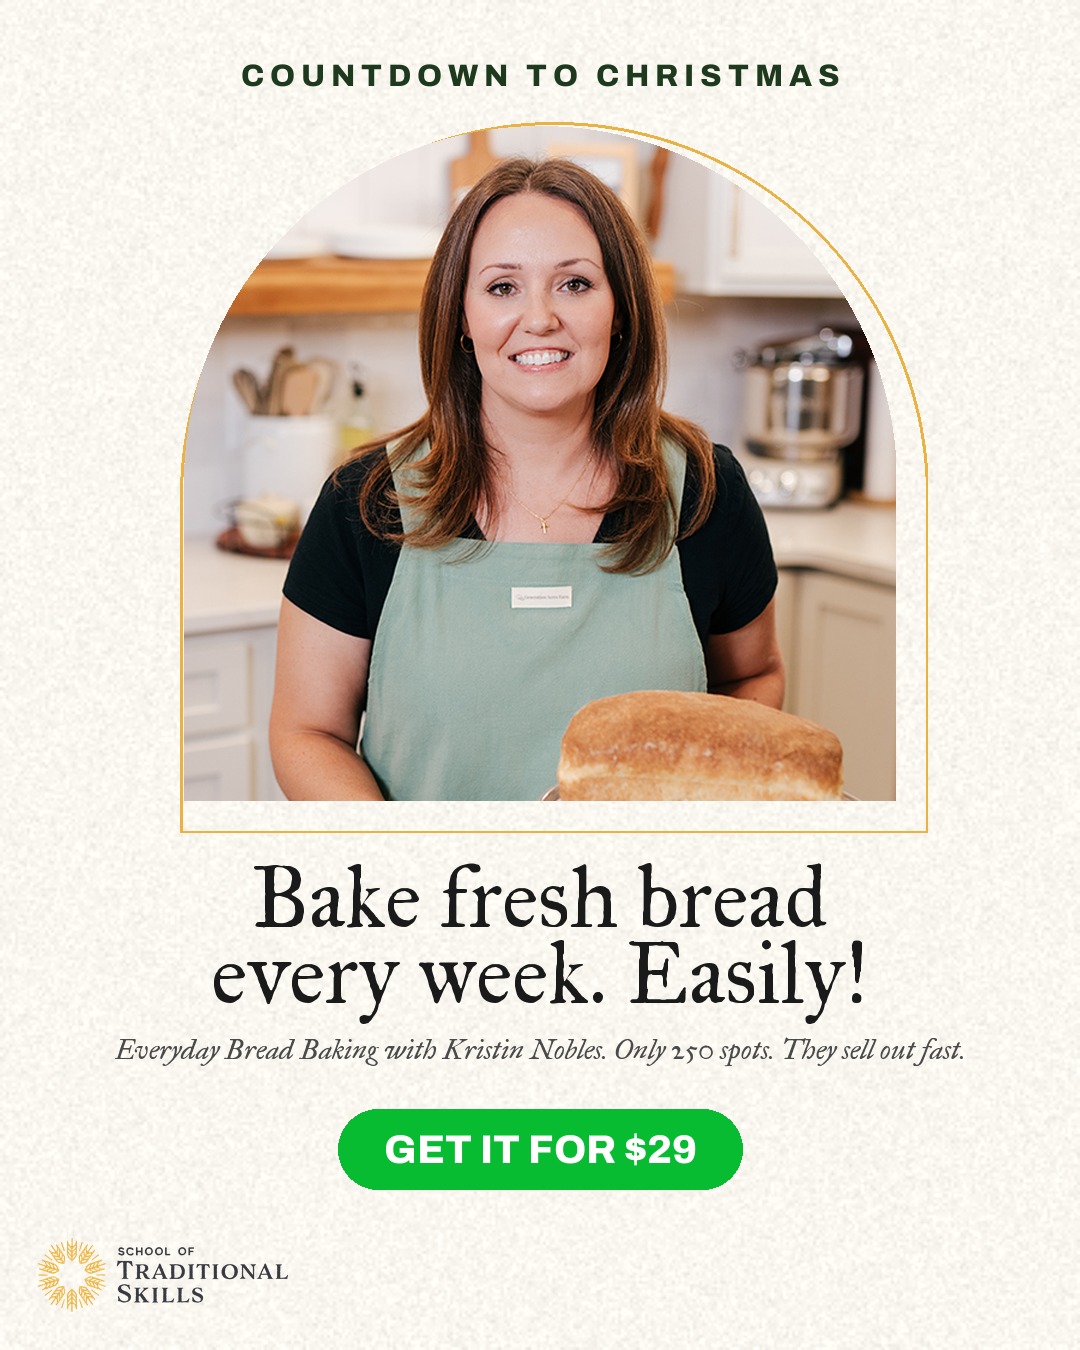 COUNTDOWN TO CHRISTMAS
Bake fresh bread
every week. Easily!
Everyday Bread Baking with Kristin Nobles. Only 250 spots. They sell out fast.
GET IT FOR $29
SCHOOL OF
TRADITIONAL
SKILLS